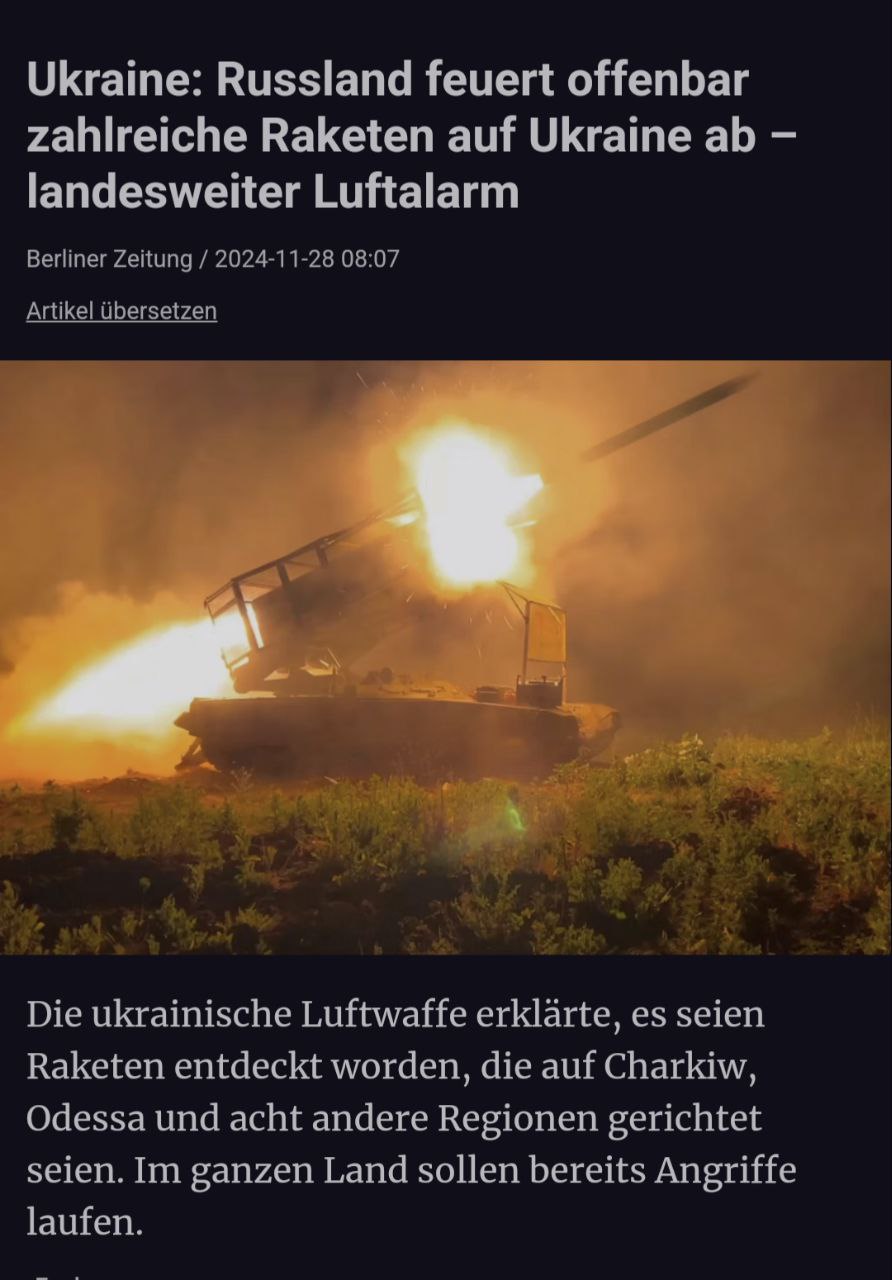 Ukraine: Russland feuert offenbar
zahlreiche Raketen auf Ukraine ab –
landesweiter Luftalarm
Berliner Zeitung / 2024-11-28 08:07
Artikel übersetzen
Die ukrainische Luftwaffe erklärte, es seien
Raketen entdeckt worden, die auf Charkiw,
Odessa und acht andere Regionen gerichtet
seien. Im ganzen Land sollen bereits Angriffe
laufen.